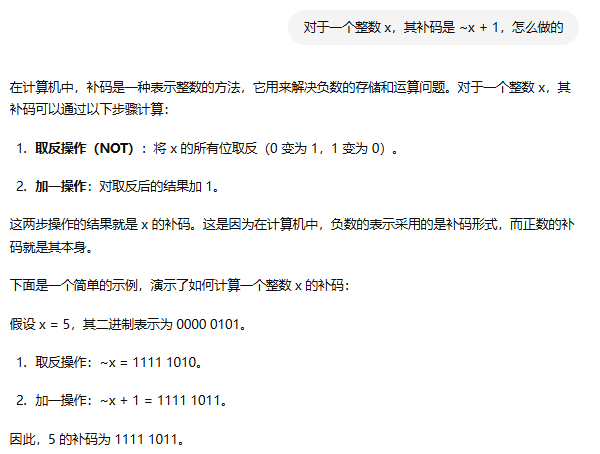 对于一个整数 x，其补码是 ~x + 1，怎么做的
在计算机中，补码是一种表示整数的方法，它用来解决负数的存储和运算问题。对于一个整数 x，其
补码可以通过以下步骤计算：
1. 取反操作（NOT）：将 x 的所有位取反（0 变为 1，1 变为 0）。
2. 加一操作：对取反后的结果加 1。
这两步操作的结果就是 x 的补码。这是因为在计算机中，负数的表示采用的是补码形式，而正数的补
码就是其本身。
下面是一个简单的示例，演示了如何计算一个整数 x 的补码：
假设 x = 5，其二进制表示为 0000 0101。
1. 取反操作：~x = 1111 1010。
2. 加一操作：~x + 1 = 1111 1011。
因此，5 的补码为 1111 1011。